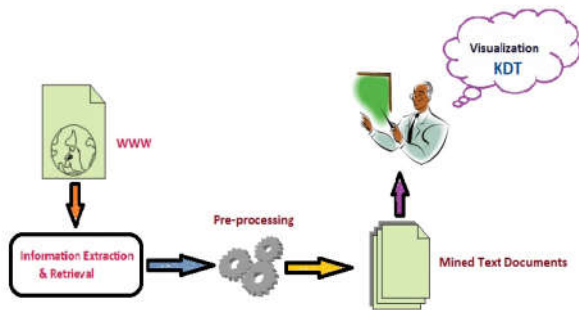 Visualization
KDT
WWW
Pre-processing
Information Extraction
& Retrieval
Mined Text Documents